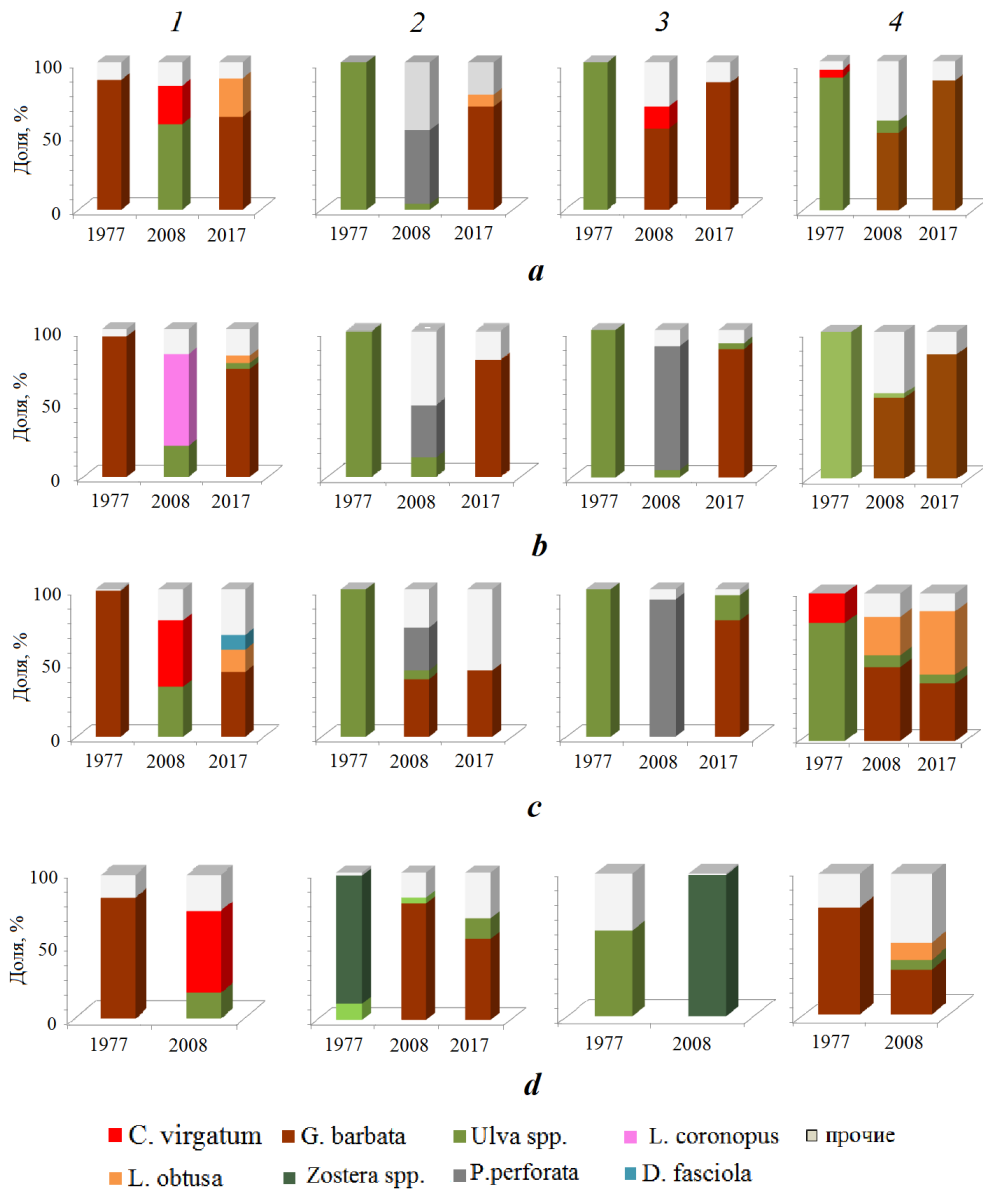 1 2 3 4
Доля, %
100
50
0
1977 2008 2017 1977 2008 2017 1977 2008 2017 1977 2008 2017
a
Доля, %
100
50
0
1977 2008 2017 1977 2008 2017 1977 2008 2017 1977 2008 2017
b
Доля, %
100
50
0
1977 2008 2017 1977 2008 2017 1977 2008 2017 1977 2008 2017
c
Доля, %
100
50
0
1977 2008 1977 2008 2017 1977 2008 1977 2008
d
C. virgatum G. barbata Ulva spp. L. coronopus прочие
L. obtusa Zostera spp. P.perforata D. fasciola